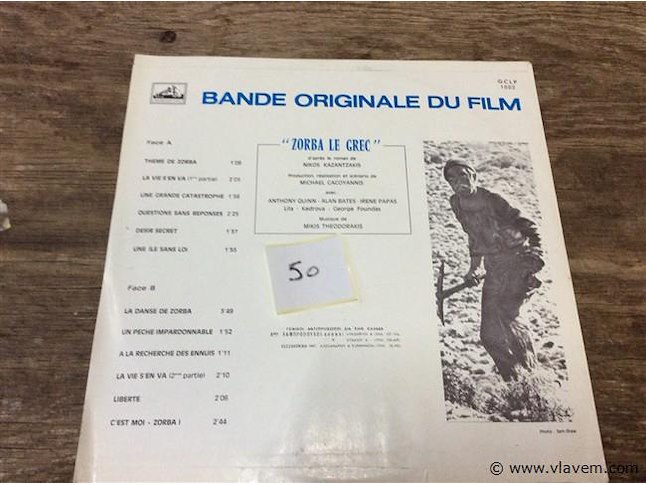 GCLP
1002
BANDE ORIGINALE DU FILM
Face A
THEME DE ZORBA 1'08
LA VIE S'EN VA (1ère partie) 2'05
UNE GRANDE CATASTROPHE 1'56
QUESTIONS SANS REPONSES 2'25
DESIR SECRET 1'51
UNE ÎLE SANS LOI 1'55
Face B
LA DANSE DE ZORBA 3'49
UN PECHE IMPARDONNABLE 1'52
A LA RECHERCHE DES ENNUIS 1'11
LA VIE S'EN VA (2ème partie) 2'10
LIBERTE 2'06
C'EST MOI - ZORBA ! 2'44
"ZORBA LE GREC"
d'après le roman de
NIKOS KAZANTZAKIS
Production, réalisation et scénario de
MICHAEL CACOYANNIS
avec
ANTHONY QUINN - ALAN BATES - IRENE PAPAS
Lila - Kedrova - George Foundas
Musique de
MIKIS THEODORAKIS
50
Photo :
© www.vlavem.com